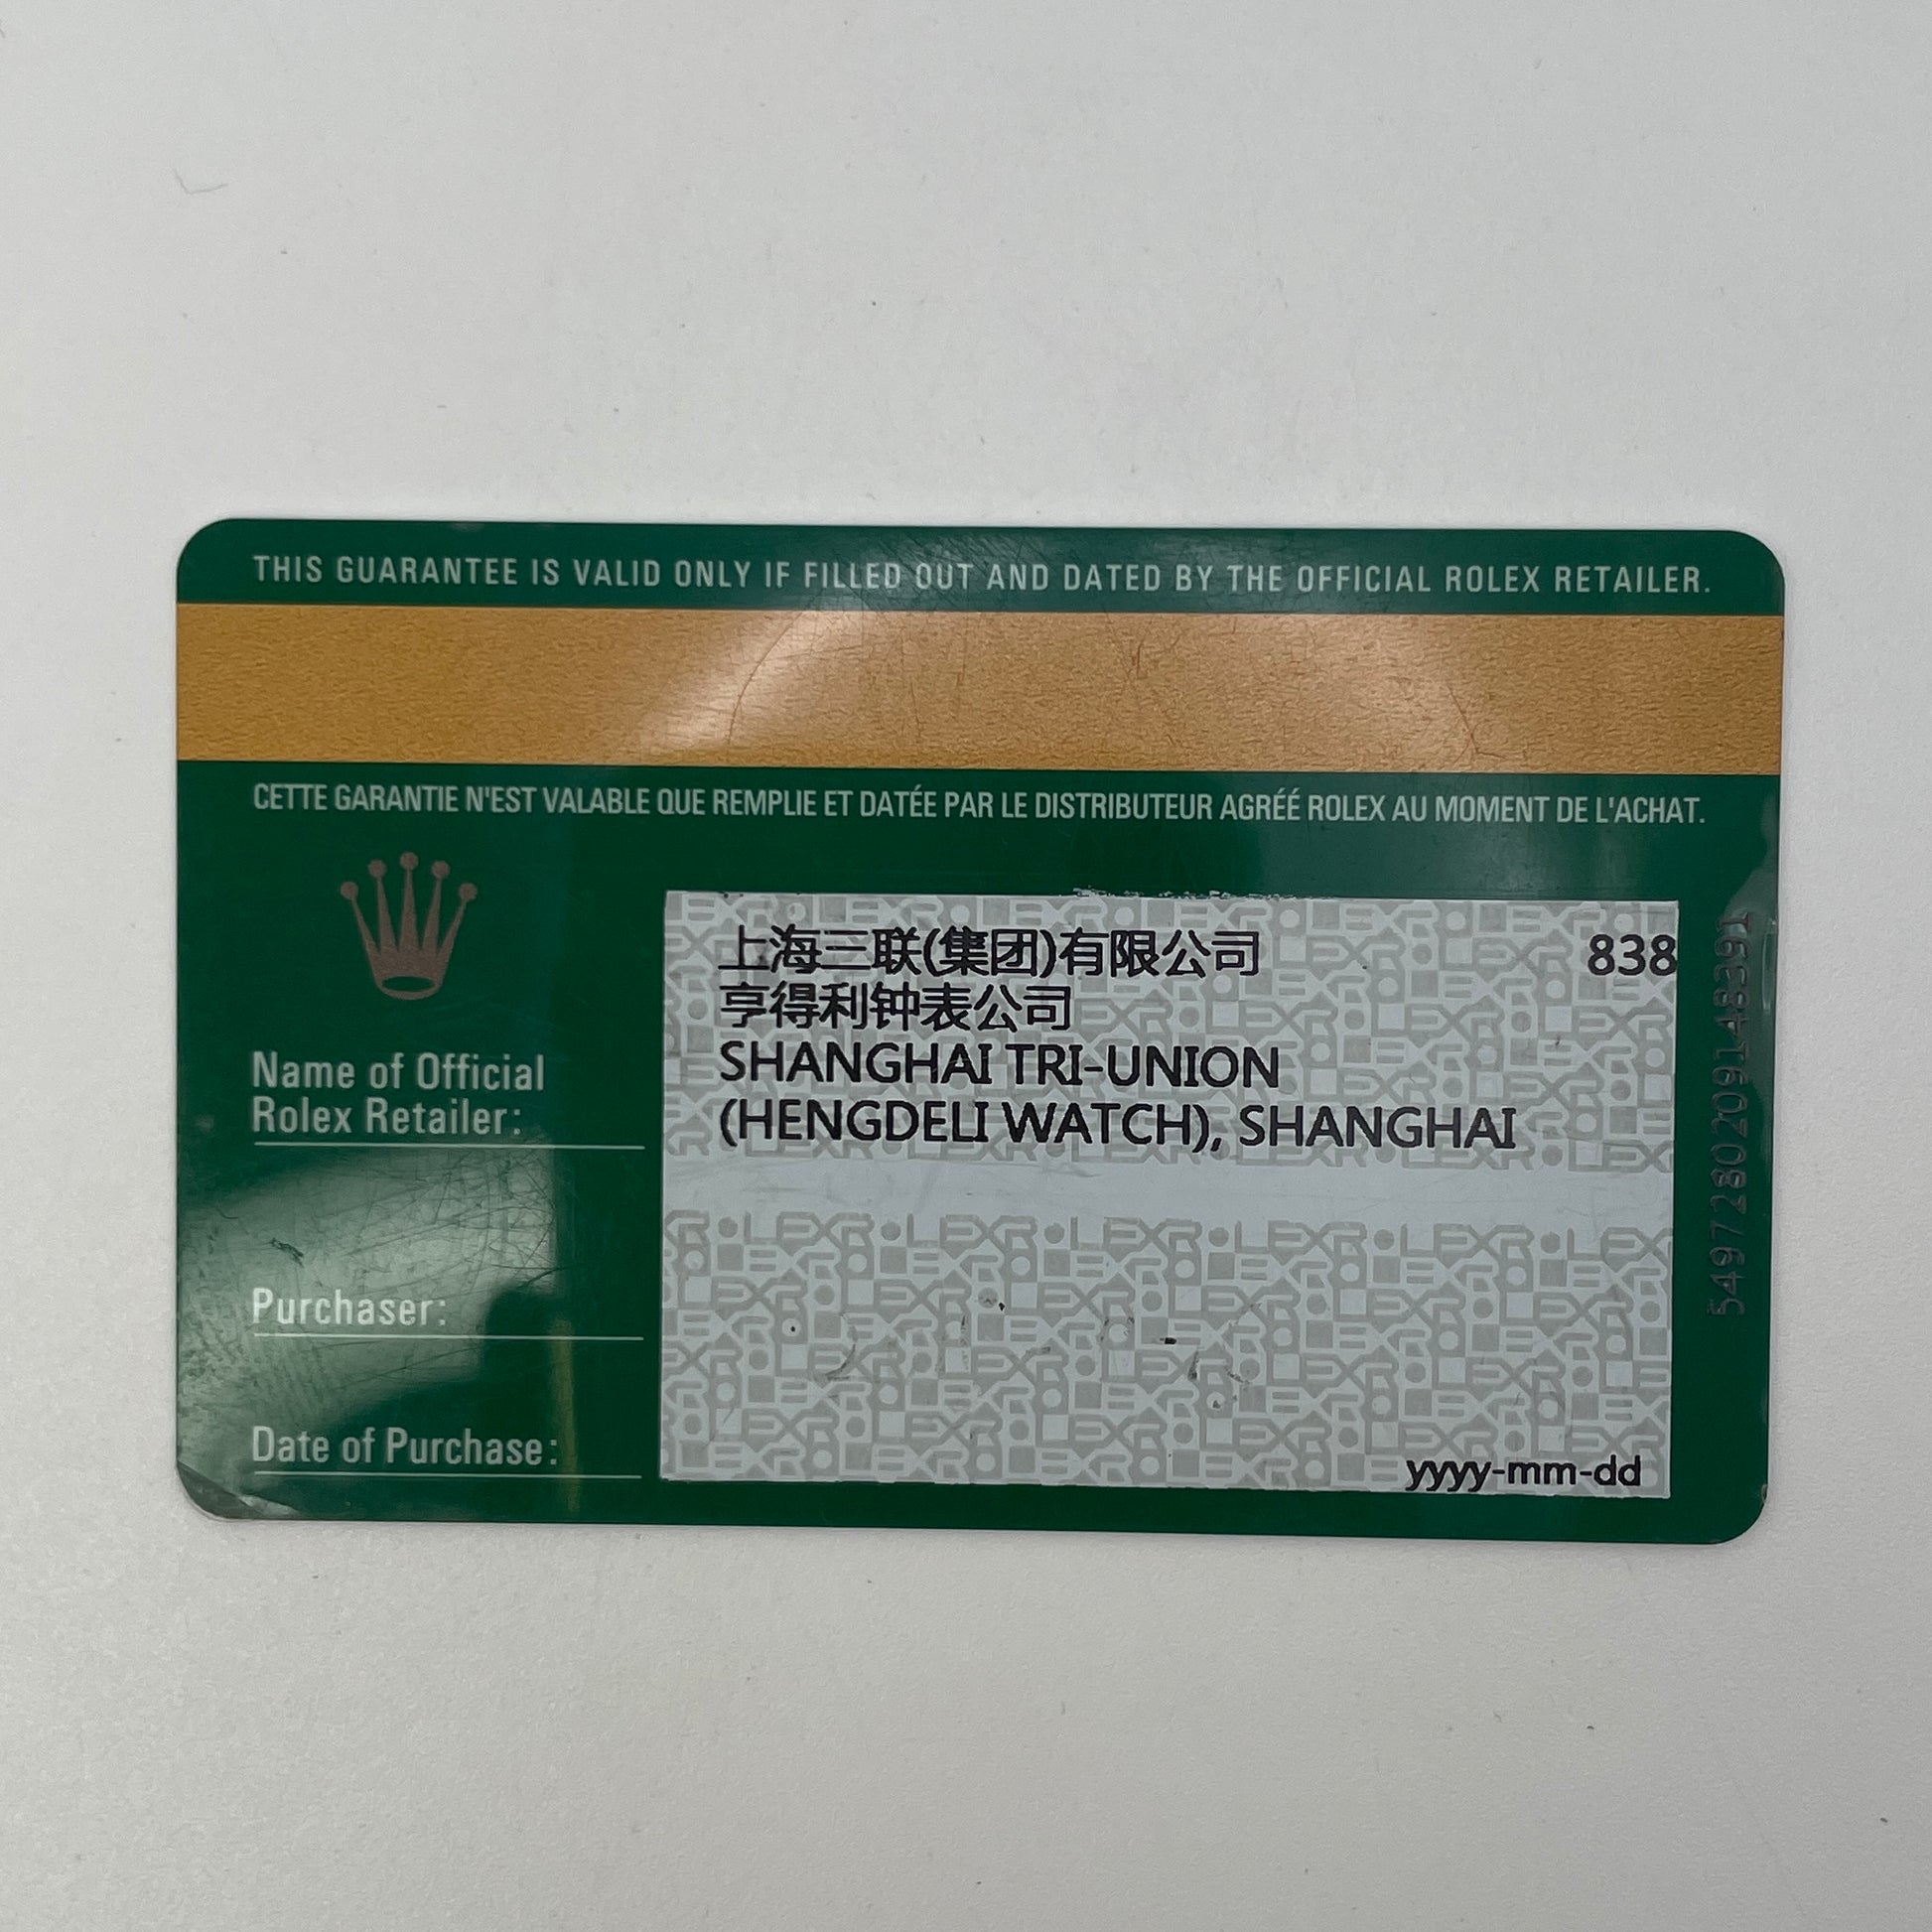 THIS GUARANTEE IS VALID ONLY IF FILLED OUT AND DATED BY THE OFFICIAL ROLEX RETAILER.
CETTE GARANTIE N'EST VALABLE QUE REMPLIE ET DATÉE PAR LE DISTRIBUTEUR AGRÉÉ ROLEX AU MOMENT DE L'ACHAT.
上海三联(集团)有限公司 838
亨得利钟表公司
SHANGHAI TRI-UNION
(HENGDELI WATCH), SHANGHAI
Name of Official
Rolex Retailer:
Purchaser:
Date of Purchase:
yyyy-mm-dd
5497280209148391